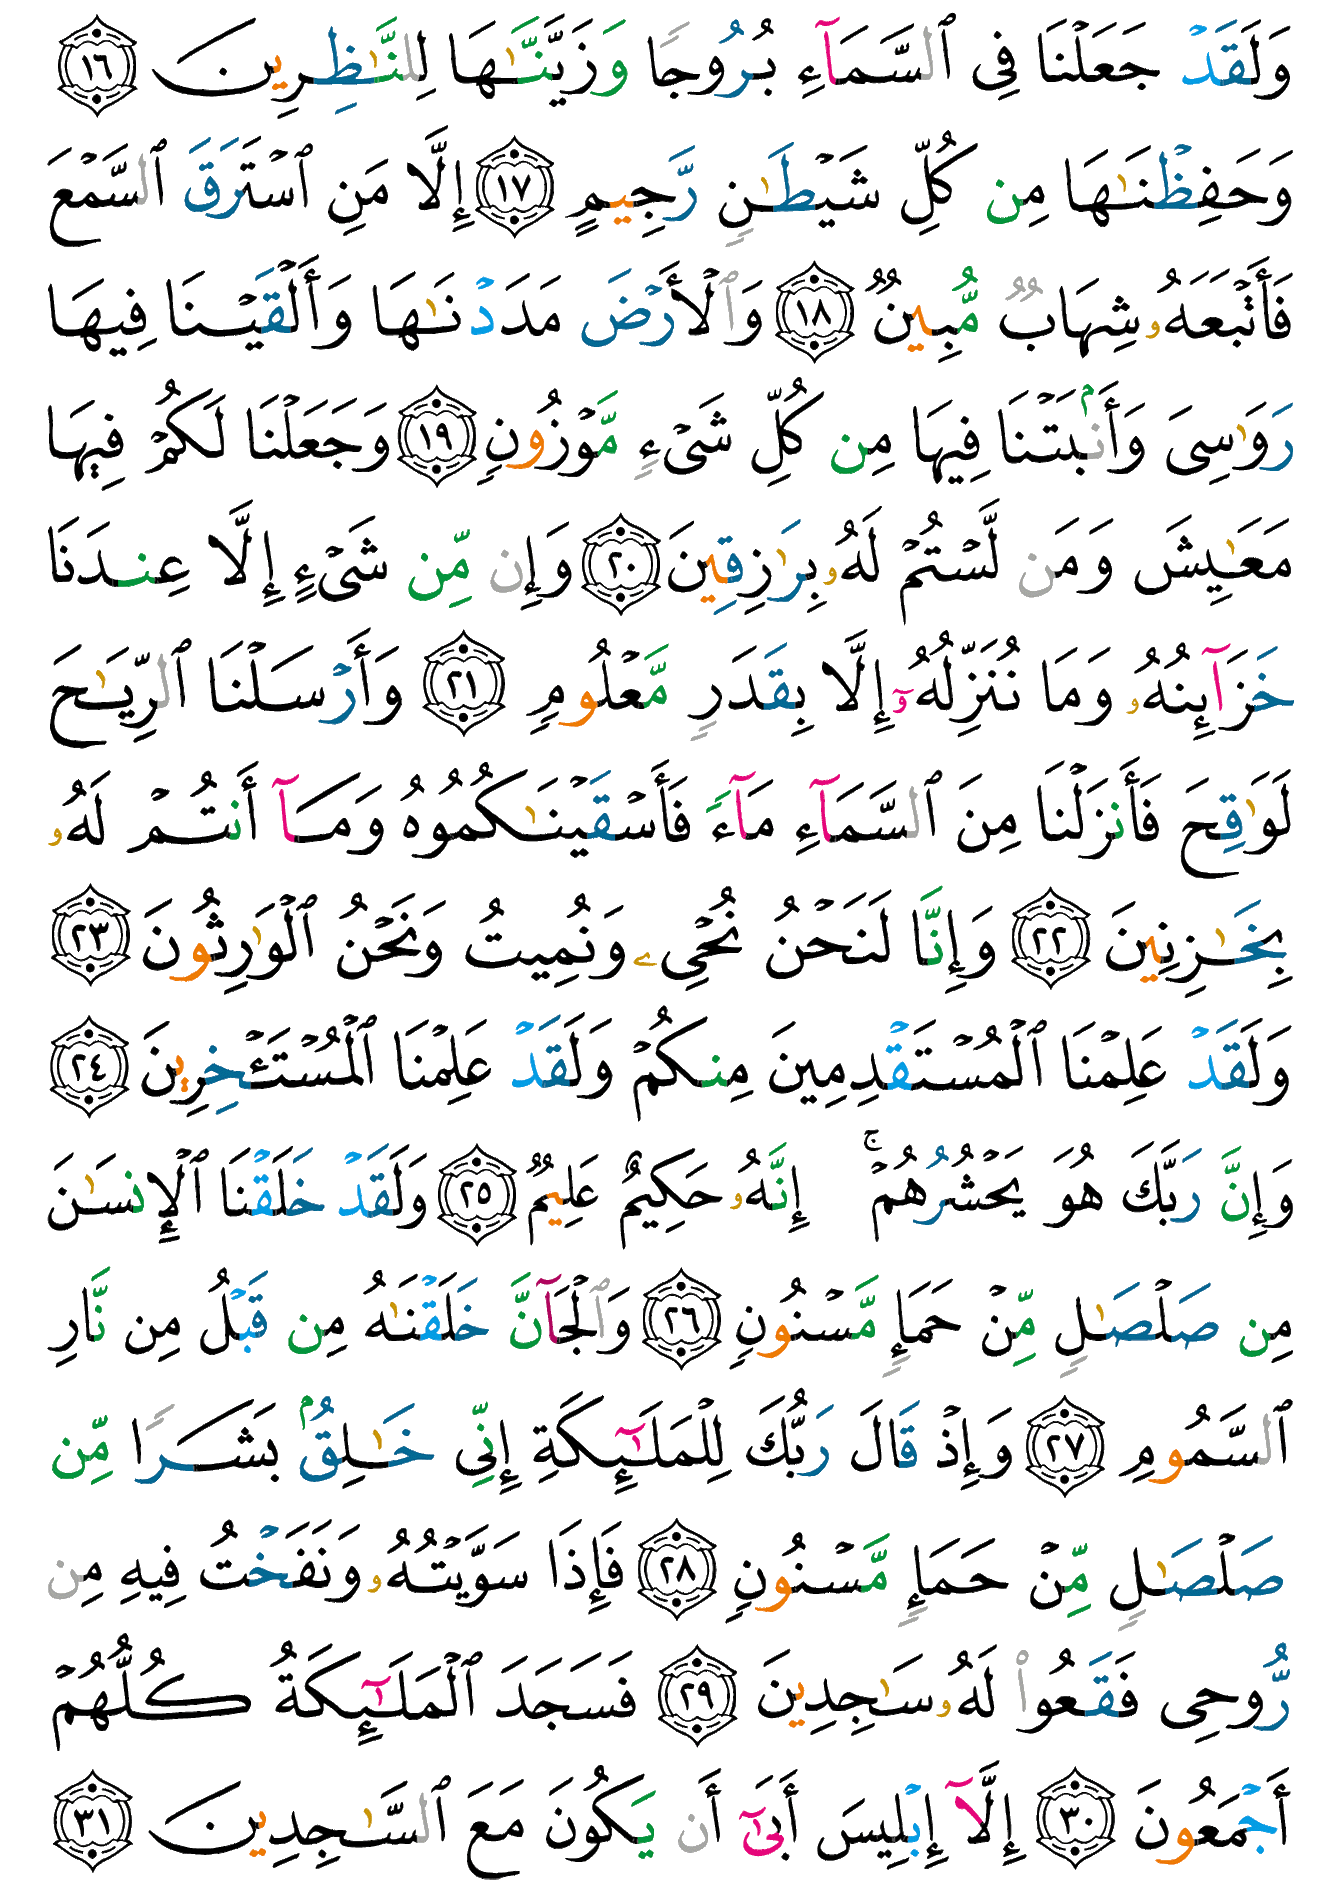 وَلَقَدۡ جَعَلۡنَا فِي ٱلسَّمَآءِ بُرُوجٗا وَزَيَّنَّٰهَا لِلنَّٰظِرِينَ ١٦
وَحَفِظۡنَٰهَا مِن كُلِّ شَيۡطَٰنٖ رَّجِيمٍ ١٧ إِلَّا مَنِ ٱسۡتَرَقَ ٱلسَّمۡعَ
فَأَتۡبَعَهُۥ شِهَابٞ مُّبِينٞ ١٨ وَٱلۡأَرۡضَ مَدَدۡنَٰهَا وَأَلۡقَيۡنَا فِيهَا
رَوَٰسِيَ وَأَنۢبَتۡنَا فِيهَا مِن كُلِّ شَيۡءٖ مَّوۡزُونٖ ١٩ وَجَعَلۡنَا لَكُمۡ فِيهَا
مَعَٰيِشَ وَمَن لَّسۡتُمۡ لَهُۥ بِرَٰزِقِينَ ٢٠ وَإِن مِّن شَيۡءٍ إِلَّا عِندَنَا
خَزَآئِنُهُۥ وَمَا نُنَزِّلُهُۥٓ إِلَّا بِقَدَرٖ مَّعۡلُومٖ ٢١ وَأَرۡسَلۡنَا ٱلرِّيَٰحَ
لَوَٰقِحَ فَأَنزَلۡنَا مِنَ ٱلسَّمَآءِ مَآءٗ فَأَسۡقَيۡنَٰكُمُوهُ وَمَآ أَنتُمۡ لَهُۥ
بِخَٰزِنِينَ ٢٢ وَإِنَّا لَنَحۡنُ نُحۡيِۦ وَنُمِيتُ وَنَحۡنُ ٱلۡوَٰرِثُونَ ٢٣
وَلَقَدۡ عَلِمۡنَا ٱلۡمُسۡتَقۡدِمِينَ مِنكُمۡ وَلَقَدۡ عَلِمۡنَا ٱلۡمُسۡتَـٔۡخِرِينَ ٢٤
وَإِنَّ رَبَّكَ هُوَ يَحۡشُرُهُمۡۚ إِنَّهُۥ حَكِيمٌ عَلِيمٞ ٢٥ وَلَقَدۡ خَلَقۡنَا ٱلۡإِنسَٰنَ
مِن صَلۡصَٰلٖ مِّنۡ حَمَإٖ مَّسۡنُونٖ ٢٦ وَٱلۡجَآنَّ خَلَقۡنَٰهُ مِن قَبۡلُ مِن نَّارِ
ٱلسَّمُومِ ٢٧ وَإِذۡ قَالَ رَبُّكَ لِلۡمَلَٰٓئِكَةِ إِنِّي خَٰلِقُۢ بَشَرٗا مِّن
صَلۡصَٰلٖ مِّنۡ حَمَإٖ مَّسۡنُونٖ ٢٨ فَإِذَا سَوَّيۡتُهُۥ وَنَفَخۡتُ فِيهِ مِن
رُّوحِي فَقَعُواْ لَهُۥ سَٰجِدِينَ ٢٩ فَسَجَدَ ٱلۡمَلَٰٓئِكَةُ كُلُّهُمۡ
أَجۡمَعُونَ ٣٠ إِلَّآ إِبۡلِيسَ أَبَىٰٓ أَن يَكُونَ مَعَ ٱلسَّٰجِدِينَ ٣١